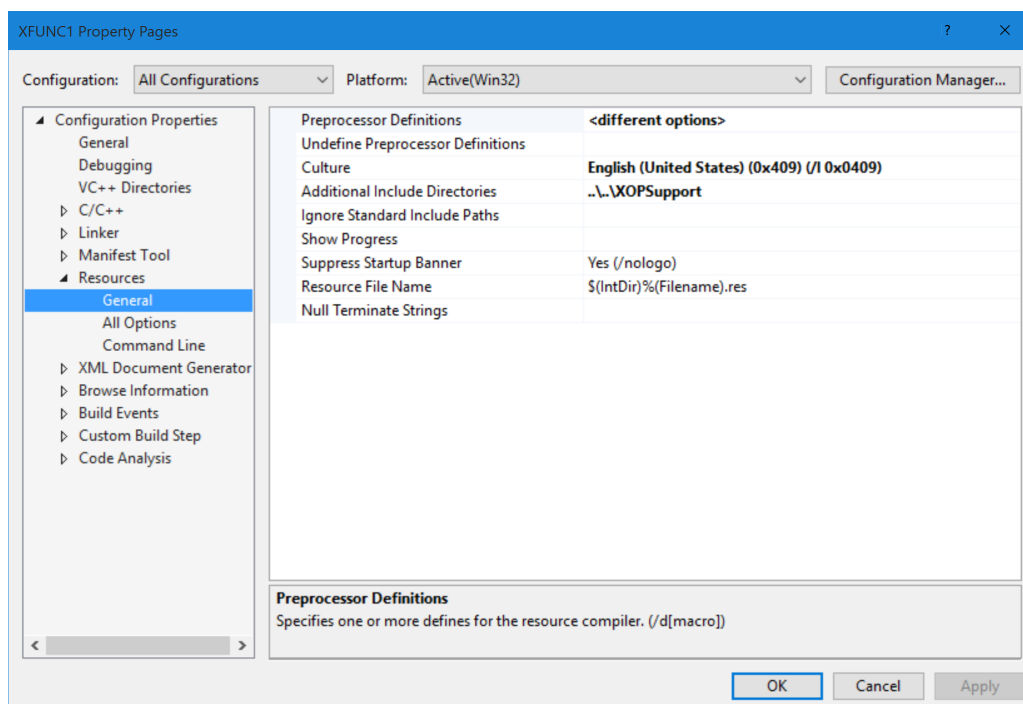 XFUNC1 Property Pages
Configuration: All Configurations Platform: Active(Win32) Configuration Manager...
Configuration Properties
General
Debugging
VC++ Directories
C/C++
Linker
Manifest Tool
Resources
General
All Options
Command Line
XML Document Generator
Browse Information
Build Events
Custom Build Step
Code Analysis
Preprocessor Definitions <different options>
Undefine Preprocessor Definitions
Culture English (United States) (0x409) (/l 0x0409)
Additional Include Directories ..\..\XOPSupport
Ignore Standard Include Paths
Show Progress
Suppress Startup Banner Yes (/nologo)
Resource File Name $(IntDir)%(Filename).res
Null Terminate Strings
Preprocessor Definitions
Specifies one or more defines for the resource compiler. (/d[macro])
OK Cancel Apply